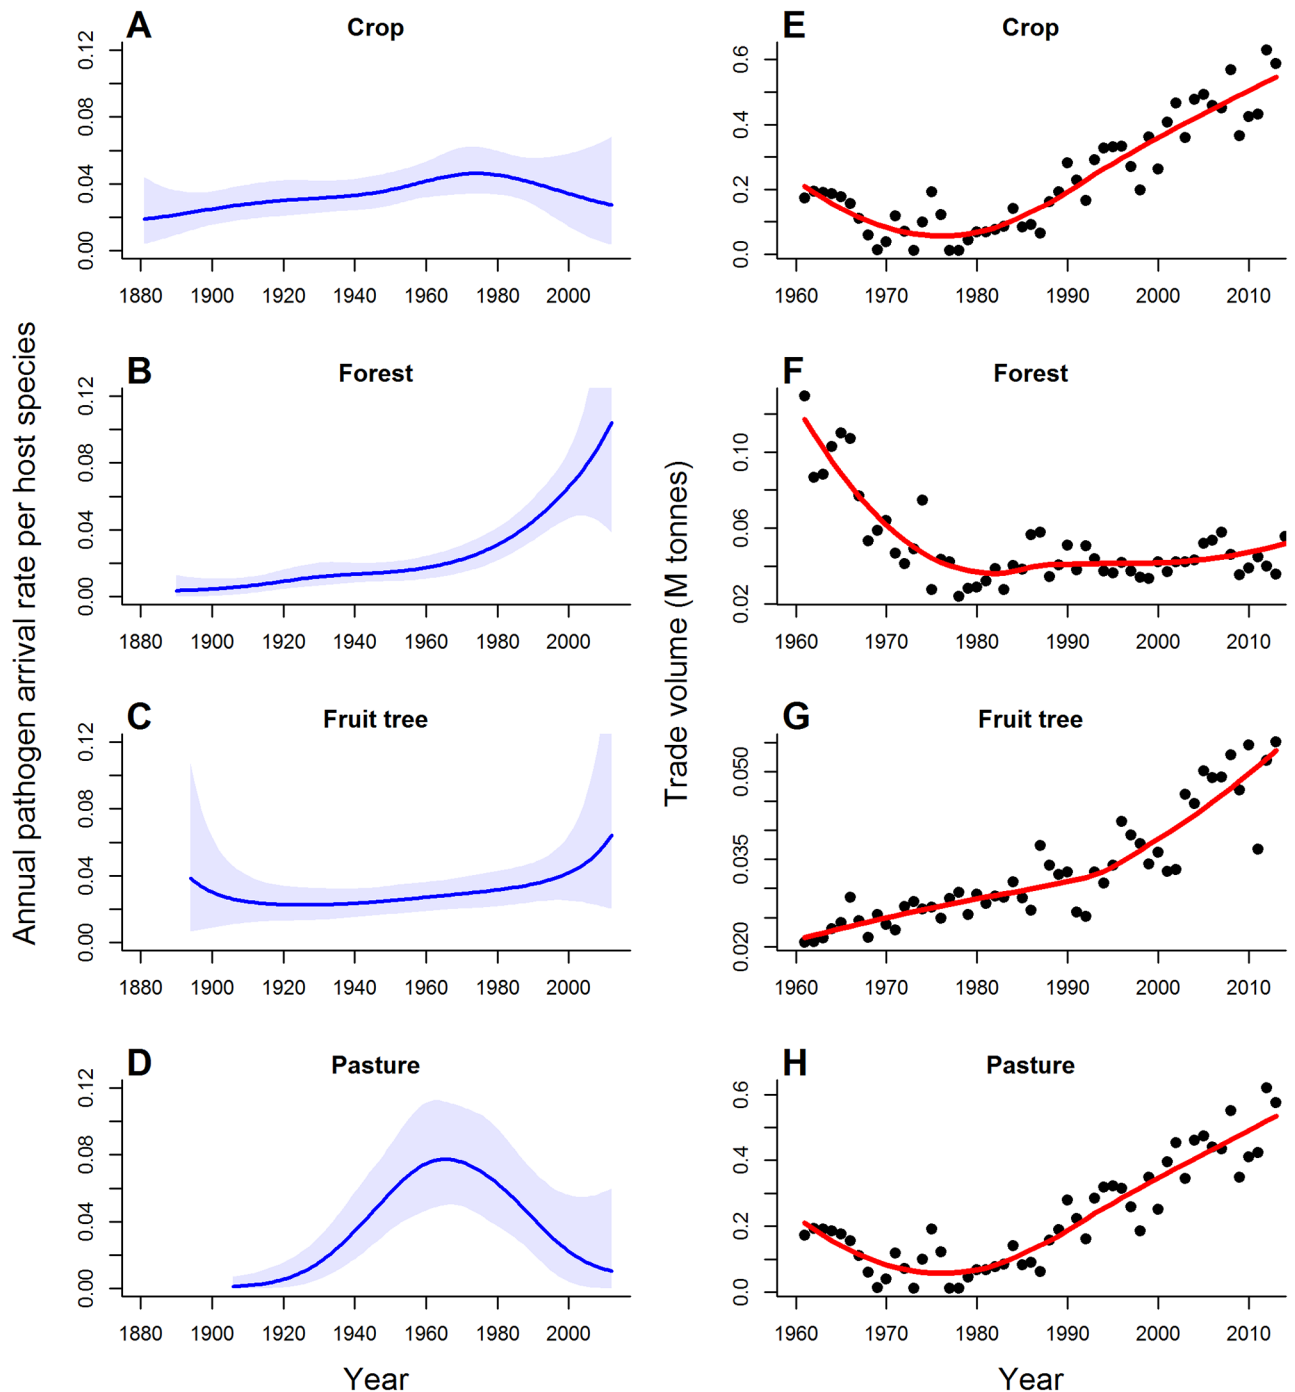 A
Crop
0.00 0.04 0.08 0.12
1880 1900 1920 1940 1960 1980 2000
E
Crop
0.0 0.2 0.4 0.6
1960 1970 1980 1990 2000 2010
B
Forest
0.00 0.04 0.08 0.12
1880 1900 1920 1940 1960 1980 2000
F
Forest
0.02 0.06 0.10
1960 1970 1980 1990 2000 2010
C
Fruit tree
0.00 0.04 0.08 0.12
1880 1900 1920 1940 1960 1980 2000
G
Fruit tree
0.020 0.035 0.050
1960 1970 1980 1990 2000 2010
D
Pasture
0.00 0.04 0.08 0.12
1880 1900 1920 1940 1960 1980 2000
H
Pasture
0.0 0.2 0.4 0.6
1960 1970 1980 1990 2000 2010
Annual pathogen arrival rate per host species
Trade volume (M tonnes)
Year
Year